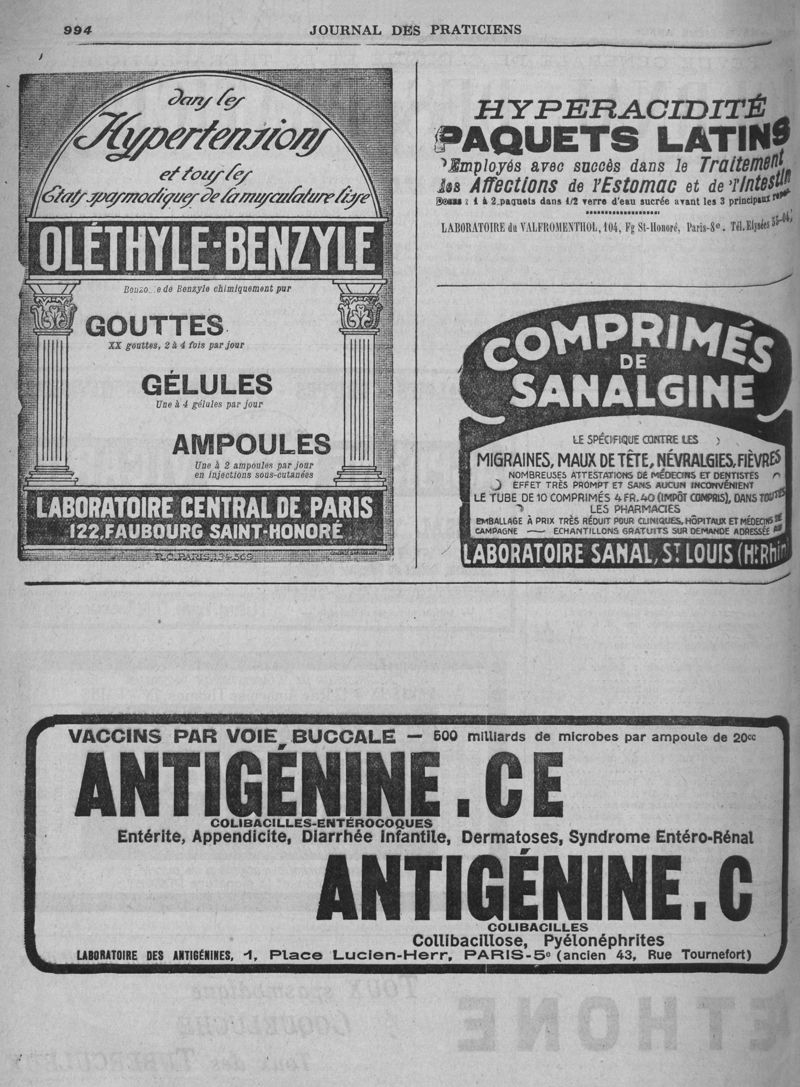 994
JOURNAL DES PRATICIENS
dans les
Hypertensions
et tous les
États spasmodiques de la musculature lisse
OLÉTHYLE-BENZYLE
de Benzyle chimiquement pur
GOUTTES
XX gouttes, 2 à 4 fois par jour
GÉLULES
Une à 4 gélules par jour
AMPOULES
Une à 2 ampoules par jour
en injections sous-cutanées
LABORATOIRE CENTRAL DE PARIS
122, FAUBOURG SAINT-HONORÉ
R.C. PARIS
HYPERACIDITÉ
PAQUETS LATINS
Employés avec succès dans le Traitement
les Affections de l'Estomac et de l'Intestin
Doses : 1 à 2 paquets dans 1/2 verre d'eau sucrée avant les 3 principaux repas
LABORATOIRE du VALFROMENTHOL, 104, Fg St-Honoré, Paris-8e. Tél. Elysées 55-04
COMPRIMÉS
DE
SANALGINE
LE SPÉCIFIQUE CONTRE LES
MIGRAINES, MAUX DE TÊTE, NÉVRALGIES, FIÈVRES
NOMBREUSES ATTESTATIONS DE MÉDECINS ET DENTISTES
EFFET TRÈS PROMPT ET SANS AUCUN INCONVÉNIENT
LE TUBE DE 10 COMPRIMÉS 4 FR.40 (IMPÔT COMPRIS), DANS TOUTES
LES PHARMACIES
EMBALLAGE À PRIX TRÈS RÉDUIT POUR CLINIQUES, HÔPITAUX ET MÉDECINS DE
CAMPAGNE — ECHANTILLONS GRATUITS SUR DEMANDE ADRESSÉE AU
LABORATOIRE SANAL, ST LOUIS (Ht Rhin)
VACCINS PAR VOIE BUCCALE — 500 milliards de microbes par ampoule de 20cc
ANTIGÉNINE.CE
COLIBACILLES-ENTÉROCOQUES
Entérite, Appendicite, Diarrhée Infantile, Dermatoses, Syndrome Entéro-Rénal
ANTIGÉNINE.C
COLIBACILLES
Collibacillose, Pyélonéphrites
LABORATOIRE DES ANTIGÉNINES, 1, Place Lucien-Herr, PARIS-5e (ancien 43, Rue Tournefort)